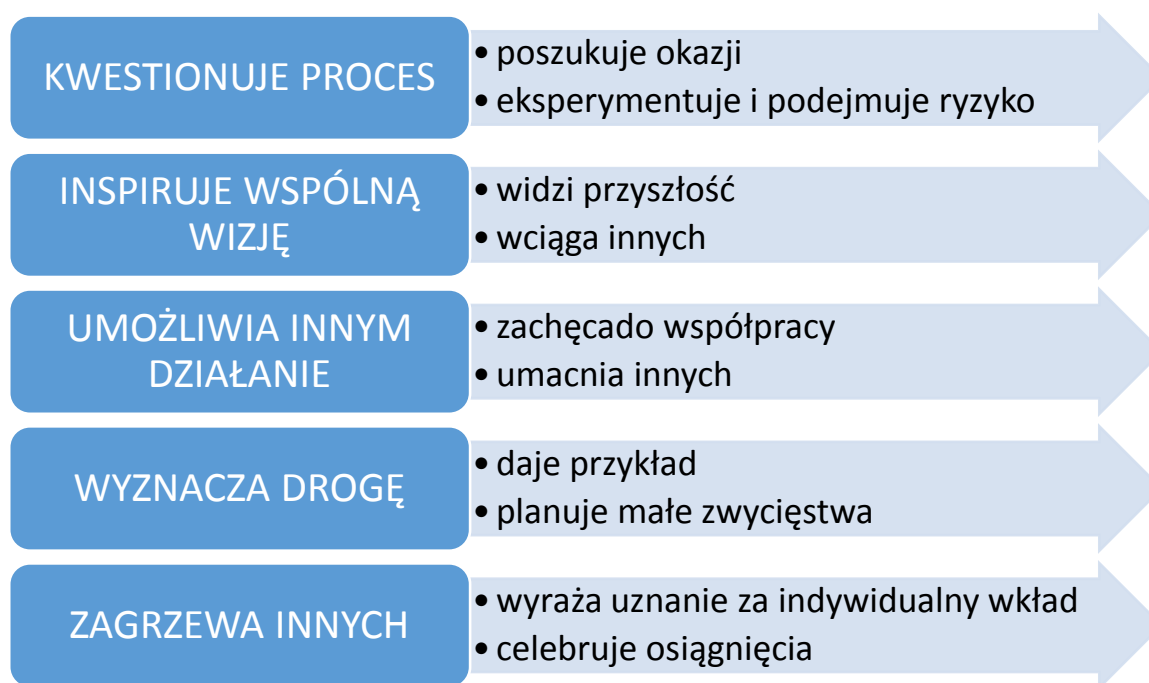 KWESTIONUJE PROCES
• poszukuje okazji
• eksperymentuje i podejmuje ryzyko
INSPIRUJE WSPÓLNĄ
WIZJĘ
• widzi przyszłość
• wciąga innych
UMOŻLIWIA INNYM
DZIAŁANIE
• zachęcado współpracy
• umacnia innych
WYZNACZA DROGĘ
• daje przykład
• planuje małe zwycięstwa
ZAGRZEWA INNYCH
• wyraża uznanie za indywidualny wkład
• celebruje osiągnięcia